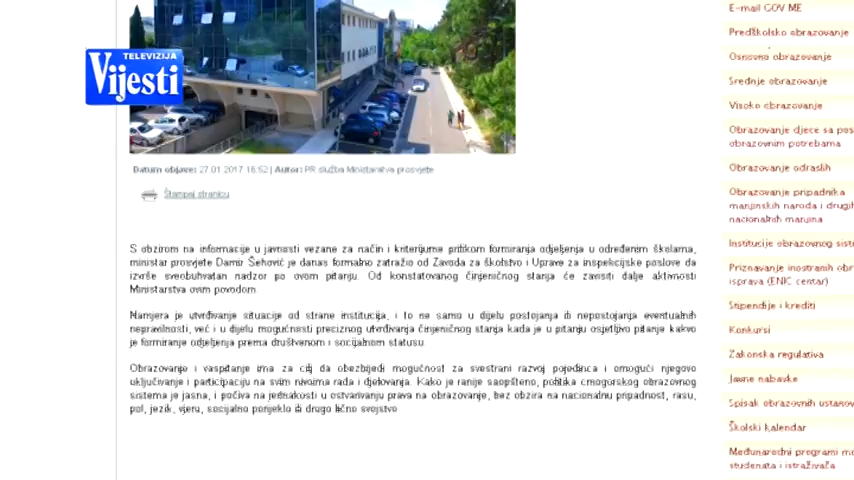 TELEVIZIJA
Vijesti
Datum objave: 27.01.2017 16:52 | Autor: PR služba Ministarstva prosvjete
Štampaj stranicu
S obzirom na informacije u javnosti vezane za način i kriterijume prilikom formiranja odjeljenja u određenim školama,
ministar prosvjete Damir Šehović je danas formalno zatražio od Zavoda za školstvo i Uprave za inspekcijske poslove da
izvrše sveobuhvatan nadzor po ovom pitanju. Od konstatovanog činjeničnog stanja će zavisiti dalje aktivnosti
Ministarstva ovim povodom.
Namjera je utvrđivanje situacije od strane institucija, i to ne samo u dijelu postojanja ili nepostojanja eventualnih
nepravilnosti, već i u dijelu mogućnosti preciznog utvrđivanja činjeničnog stanja kada je u pitanju osjetljivo pitanje kakvo
je formiranje odjeljenja prema društvenom i socijalnom statusu.
Obrazovanje i vaspitanje ima za cilj da obezbijedi mogućnost za svestrani razvoj pojedinca i omogući njegovo
uključivanje i participaciju na svim nivoima rada i djelovanja. Kako je ranije saopšteno, politika crnogorskog obrazovnog
sistema je jasna, i počiva na jednakosti u ostvarivanju prava na obrazovanje, bez obzira na nacionalnu pripadnost, rasu,
pol, jezik, vjeru, socijalno porijeklo ili drugo lično svojstvo
E-mail GOV ME
Predškolsko obrazovanje
Osnovno obrazovanje
Srednje obrazovanje
Visoko obrazovanje
Obrazovanje djece sa pos
obrazovnim potrebama
Obrazovanje odraslih
Obrazovanje pripadnika
manjinskih naroda i drugih
nacionalnih manjina
Institucije obrazovnog siste
Priznavanje inostranih obr
isprava (ENIC centar)
Stipendije i krediti
Konkursi
Zakonska regulativa
Javne nabavke
Spisak obrazovnih ustanov
Školski kalendar
Međunarodni programi mo
studenata i istraživača